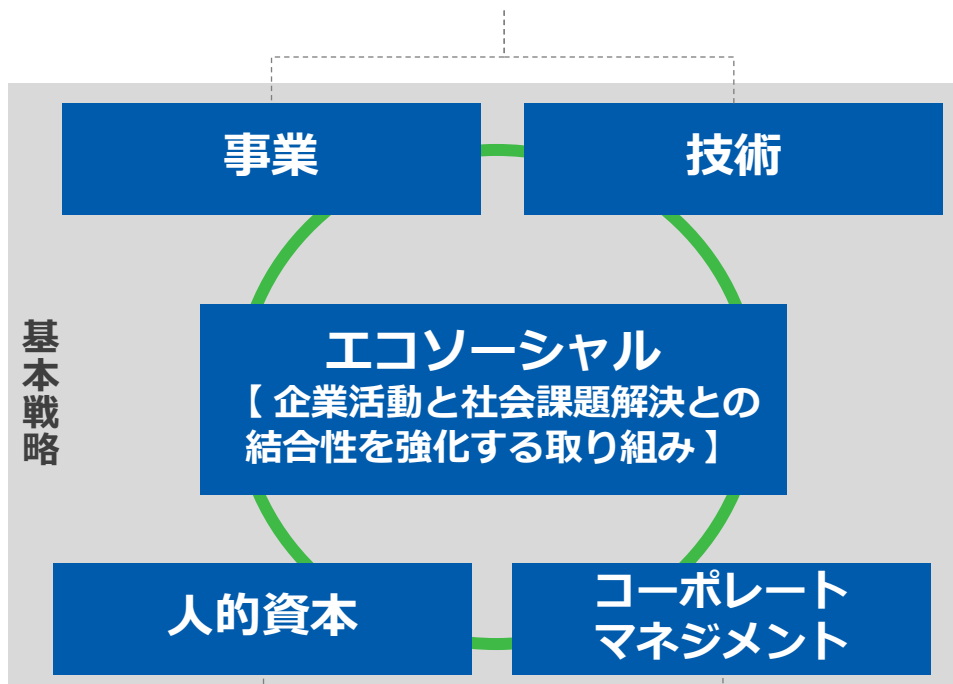 事業
技術
基本戦略
エコソーシャル
【 企業活動と社会課題解決との
結合性を強化する取り組み 】
人的資本
コーポレート
マネジメント